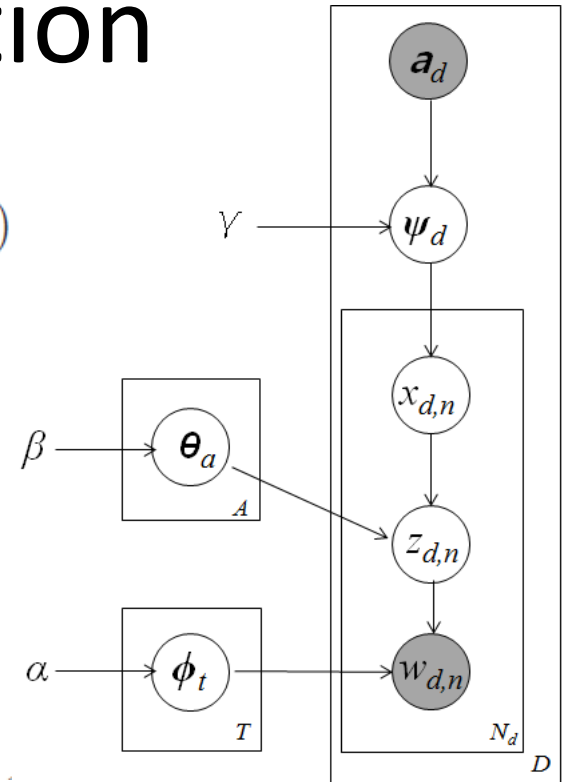 tion
)
a_d
γ
ψ_d
x_{d,n}
β
θ_a
A
z_{d,n}
α
ϕ_t
T
w_{d,n}
N_d
D